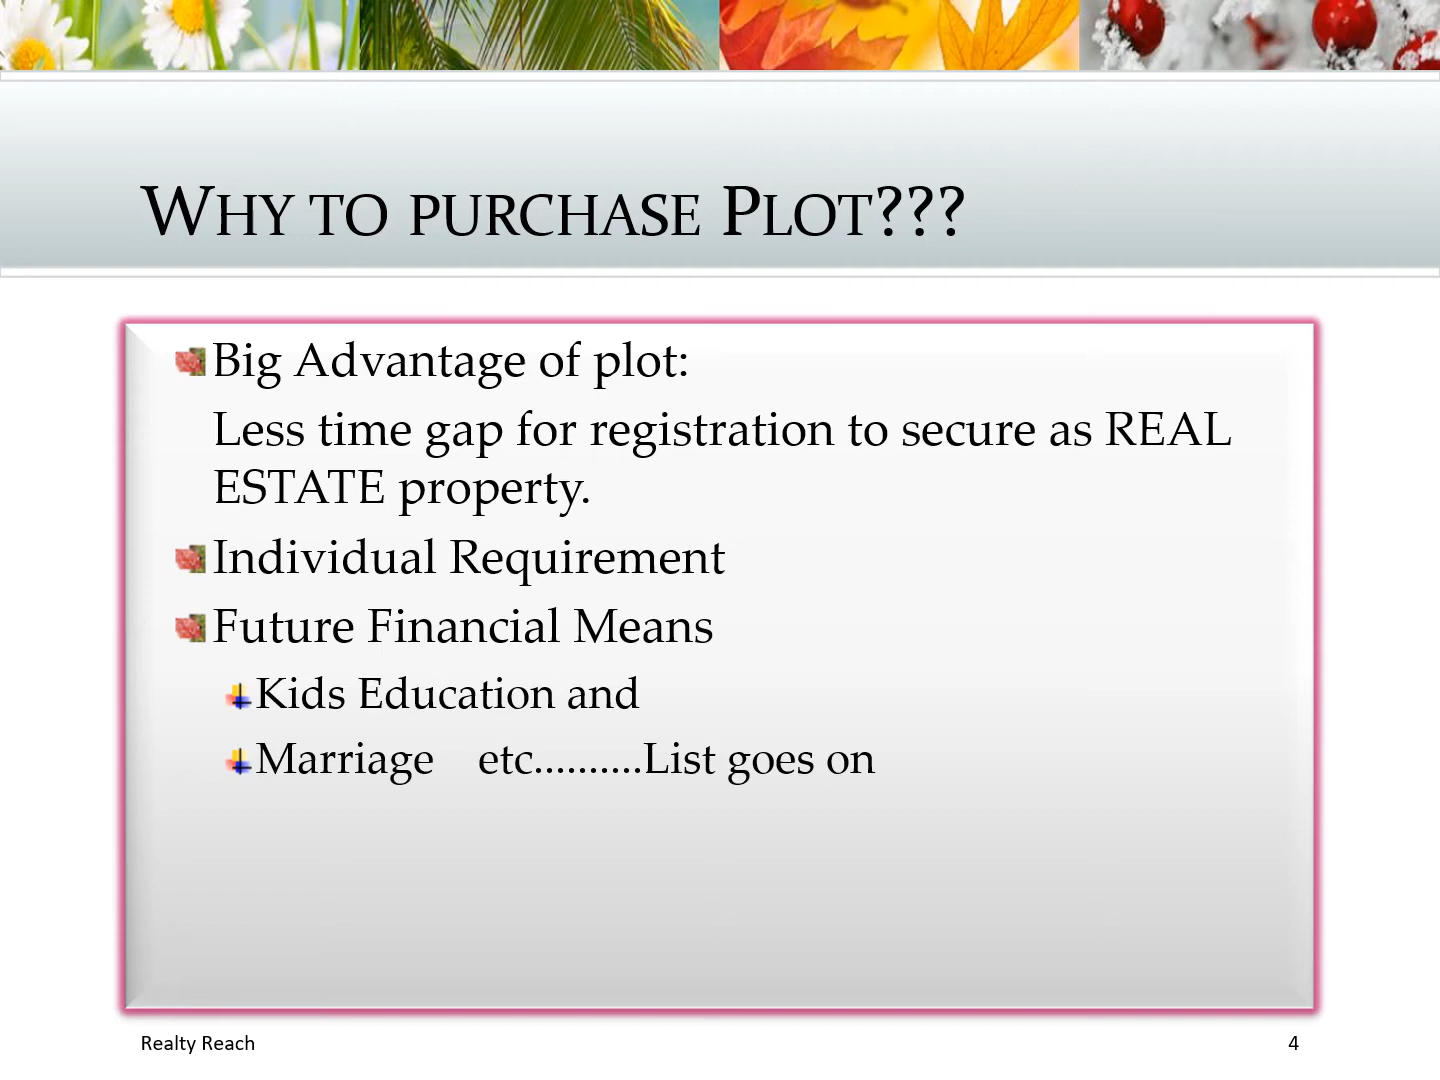 Why to purchase Plot???
Big Advantage of plot:
Less time gap for registration to secure as REAL
ESTATE property.
Individual Requirement
Future Financial Means
Kids Education and
Marriage etc..........List goes on
Realty Reach
4